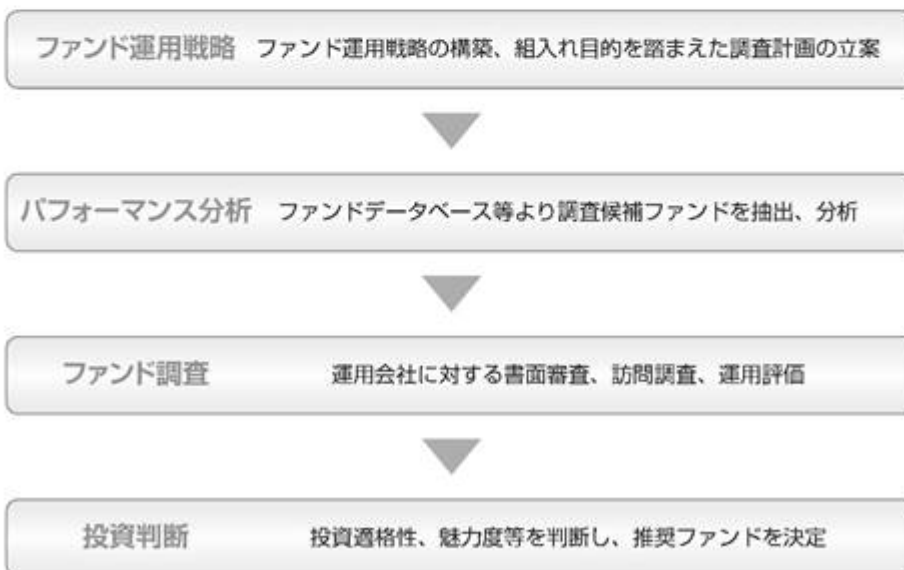 ファンド運用戦略 ファンド運用戦略の構築、組入れ目的を踏まえた調査計画の立案
パフォーマンス分析 ファンドデータベース等より調査候補ファンドを抽出、分析
ファンド調査 運用会社に対する書面審査、訪問調査、運用評価
投資判断 投資適格性、魅力度等を判断し、推奨ファンドを決定